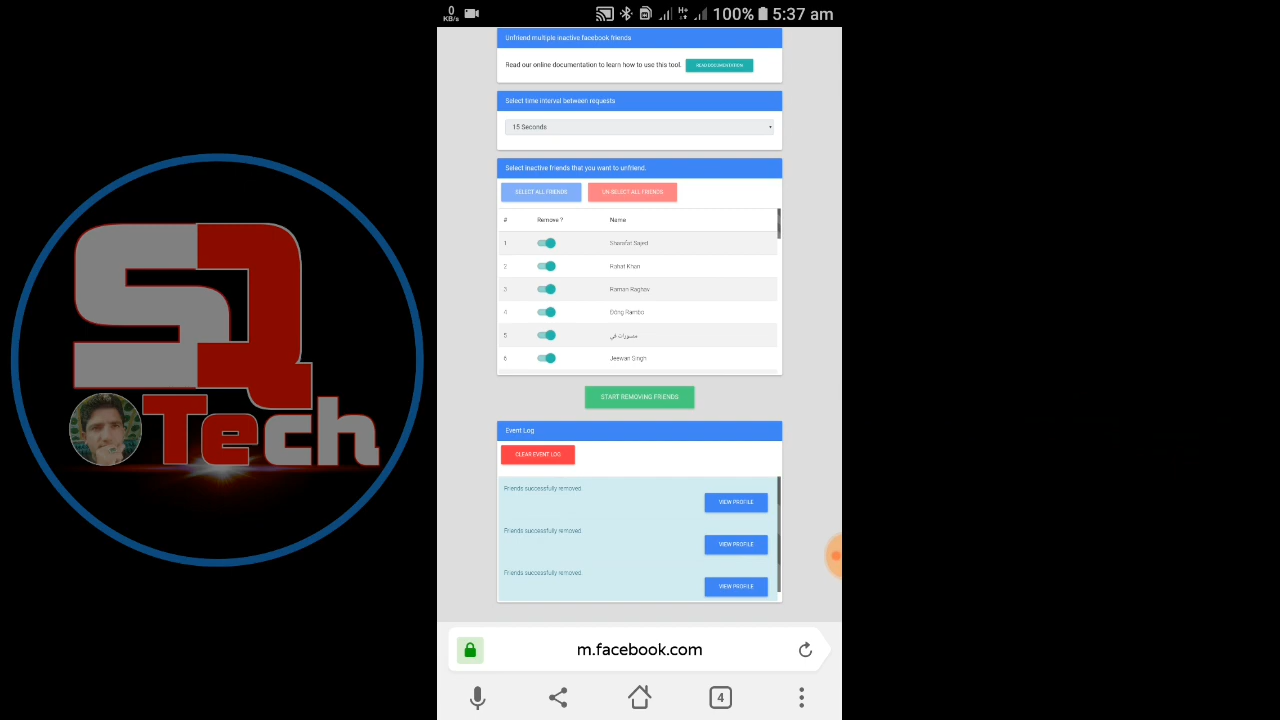 0
KB/s
H+
100%
5:37 am
Unfriend multiple inactive facebook friends
Read our online documentation to learn how to use this tool.
READ DOCUMENTATION
Select time interval between requests
15 Seconds
Select inactive friends that you want to unfriend.
SELECT ALL FRIENDS
UN-SELECT ALL FRIENDS
# Remove ? Name
1 Sharafat Sajed
2 Rahat Khan
3 Raman Raghav
4 Dông Rambo
5
6 Jeewan Singh
START REMOVING FRIENDS
Event Log
CLEAR EVENT LOG
Friends successfully removed.
VIEW PROFILE
Friends successfully removed.
VIEW PROFILE
Friends successfully removed.
VIEW PROFILE
m.facebook.com
4
SQ
Tech